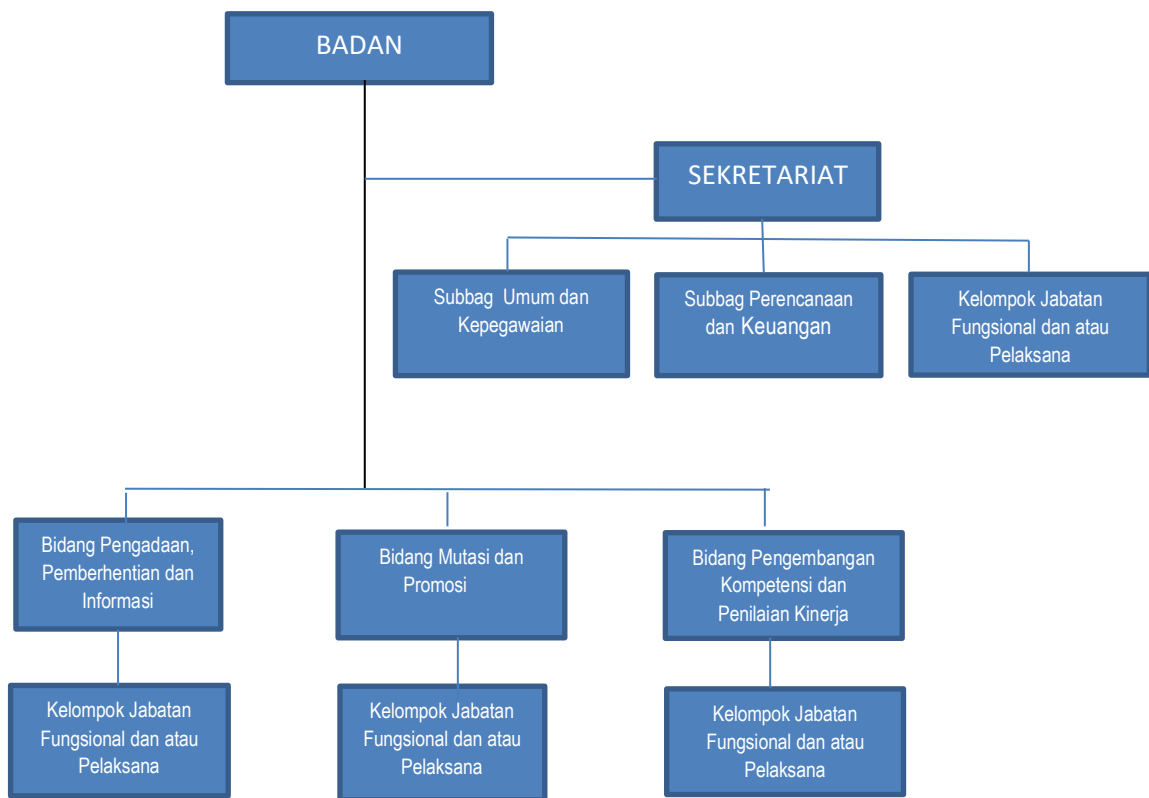 BADAN
SEKRETARIAT
Subbag Umum dan
Kepegawaian
Subbag Perencanaan
dan Keuangan
Kelompok Jabatan
Fungsional dan atau
Pelaksana
Bidang Pengadaan,
Pemberhentian dan
Informasi
Bidang Mutasi dan
Promosi
Bidang Pengembangan
Kompetensi dan
Penilaian Kinerja
Kelompok Jabatan
Fungsional dan atau
Pelaksana
Kelompok Jabatan
Fungsional dan atau
Pelaksana
Kelompok Jabatan
Fungsional dan atau
Pelaksana